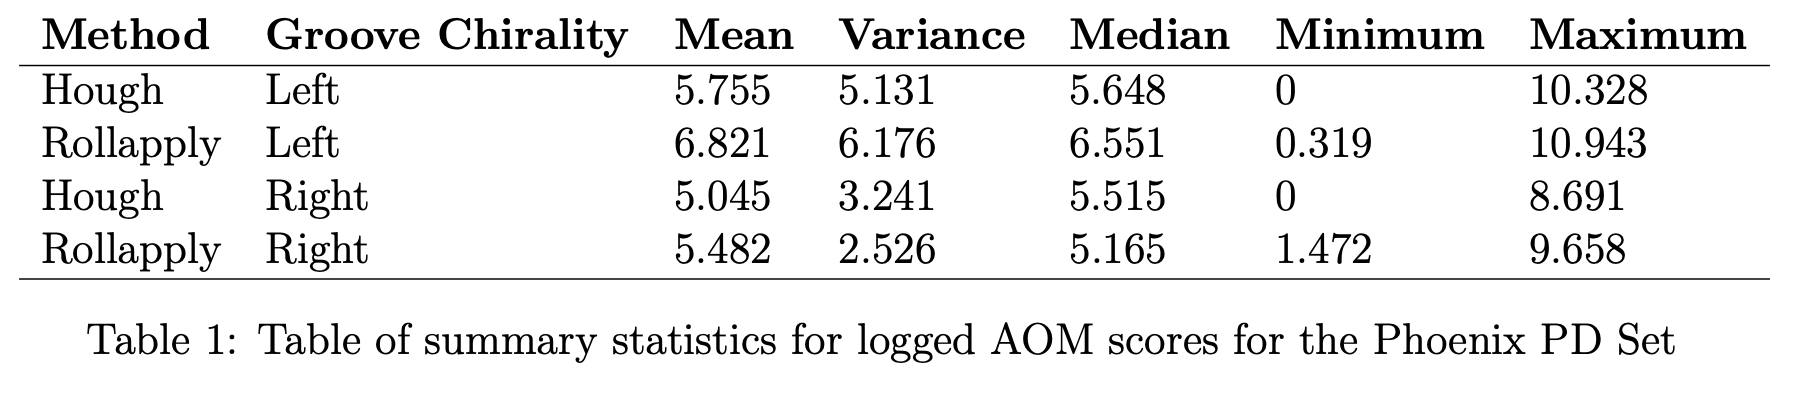 Method Groove Chirality Mean Variance Median Minimum Maximum
Hough Left 5.755 5.131 5.648 0 10.328
Rollapply Left 6.821 6.176 6.551 0.319 10.943
Hough Right 5.045 3.241 5.515 0 8.691
Rollapply Right 5.482 2.526 5.165 1.472 9.658
Table 1: Table of summary statistics for logged AOM scores for the Phoenix PD Set